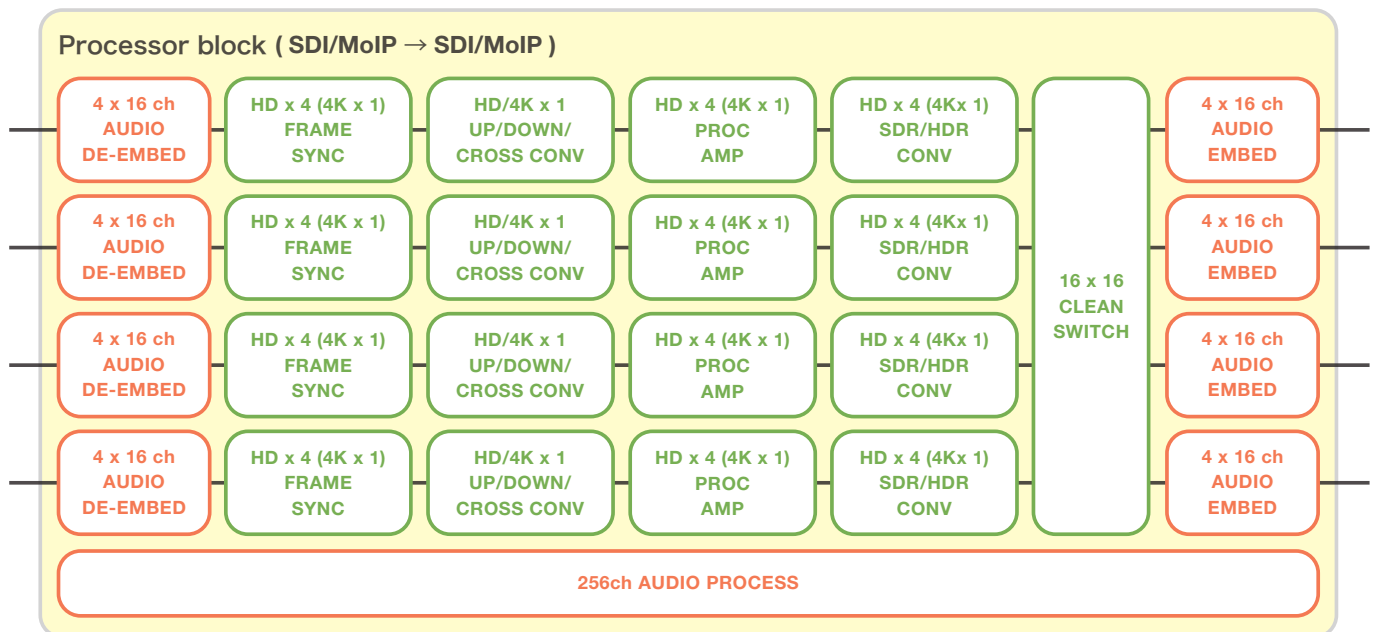 Processor block ( SDI/MoIP → SDI/MoIP )
4 x 16 ch
AUDIO
DE-EMBED
HD x 4 (4K x 1)
FRAME
SYNC
HD/4K x 1
UP/DOWN/
CROSS CONV
HD x 4 (4K x 1)
PROC
AMP
HD x 4 (4Kx 1)
SDR/HDR
CONV
4 x 16 ch
AUDIO
EMBED
4 x 16 ch
AUDIO
DE-EMBED
HD x 4 (4K x 1)
FRAME
SYNC
HD/4K x 1
UP/DOWN/
CROSS CONV
HD x 4 (4K x 1)
PROC
AMP
HD x 4 (4Kx 1)
SDR/HDR
CONV
16 x 16
CLEAN
SWITCH
4 x 16 ch
AUDIO
EMBED
4 x 16 ch
AUDIO
DE-EMBED
HD x 4 (4K x 1)
FRAME
SYNC
HD/4K x 1
UP/DOWN/
CROSS CONV
HD x 4 (4K x 1)
PROC
AMP
HD x 4 (4Kx 1)
SDR/HDR
CONV
4 x 16 ch
AUDIO
EMBED
4 x 16 ch
AUDIO
DE-EMBED
HD x 4 (4K x 1)
FRAME
SYNC
HD/4K x 1
UP/DOWN/
CROSS CONV
HD x 4 (4K x 1)
PROC
AMP
HD x 4 (4Kx 1)
SDR/HDR
CONV
4 x 16 ch
AUDIO
EMBED
256ch AUDIO PROCESS